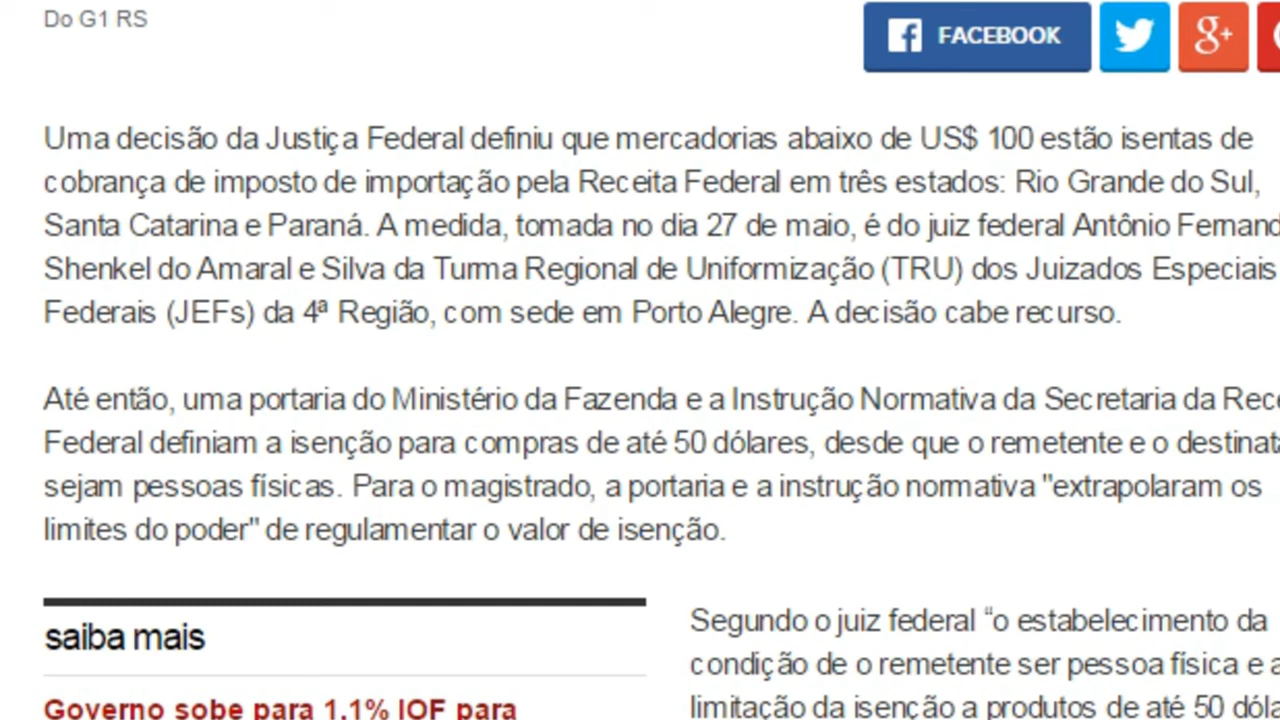 Do G1 RS
FACEBOOK
Uma decisão da Justiça Federal definiu que mercadorias abaixo de US$ 100 estão isentas de
cobrança de imposto de importação pela Receita Federal em três estados: Rio Grande do Sul,
Santa Catarina e Paraná. A medida, tomada no dia 27 de maio, é do juiz federal Antônio
Shenkel do Amaral e Silva da Turma Regional de Uniformização (TRU) dos Juizados Especiais
Federais (JEFs) da 4ª Região, com sede em Porto Alegre. A decisão cabe recurso.
Até então, uma portaria do Ministério da Fazenda e a Instrução Normativa da Secretaria da
Federal definiam a isenção para compras de até 50 dólares, desde que o remetente e o
sejam pessoas físicas. Para o magistrado, a portaria e a instrução normativa "extrapolaram os
limites do poder" de regulamentar o valor de isenção.
saiba mais
Governo sobe para 1,1% IOF para
Segundo o juiz federal “o estabelecimento da
condição de o remetente ser pessoa física e a
limitação da isenção a produtos de até 50